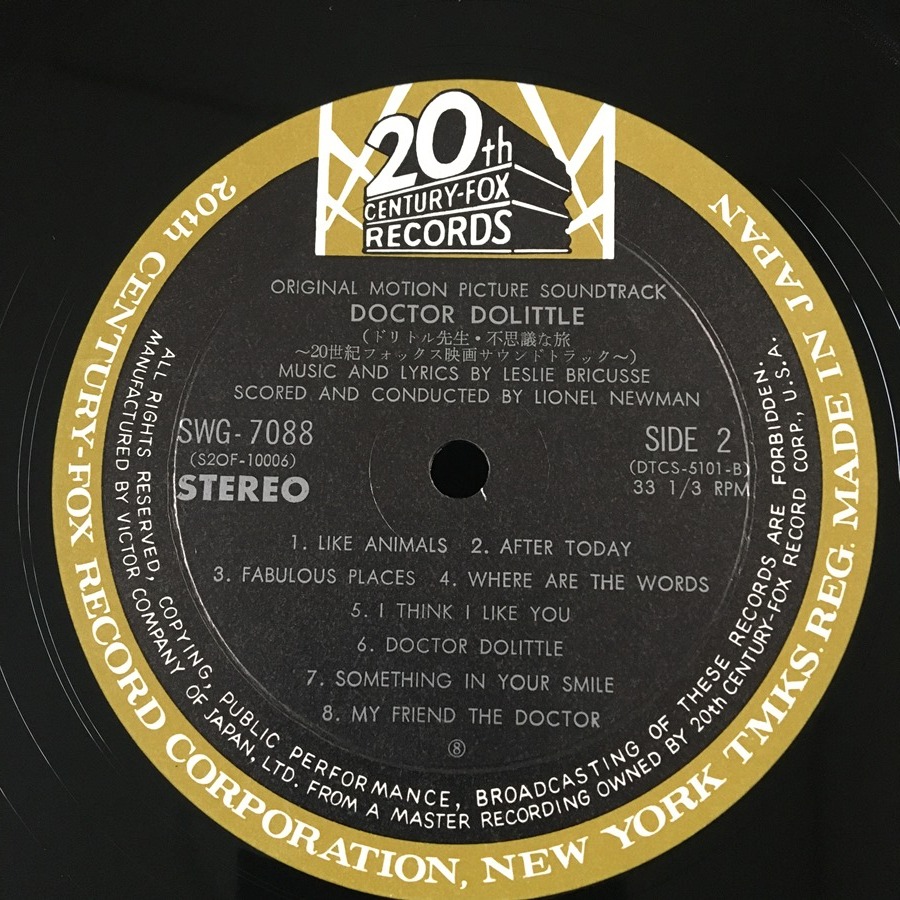 20th
CENTURY-FOX
RECORDS
ORIGINAL MOTION PICTURE SOUNDTRACK
DOCTOR DOLITTLE
(ドリトル先生・不思議な旅
～20世紀フォックス映画サウンドトラック～)
MUSIC AND LYRICS BY LESLIE BRICUSSE
SCORED AND CONDUCTED BY LIONEL NEWMAN
SWG-7088
(S2OF-10006)
STEREO
SIDE 2
(DTCS-5101-B)
33 1/3 RPM
1. LIKE ANIMALS 2. AFTER TODAY
3. FABULOUS PLACES 4. WHERE ARE THE WORDS
5. I THINK I LIKE YOU
6. DOCTOR DOLITTLE
7. SOMETHING IN YOUR SMILE
8. MY FRIEND THE DOCTOR
⑧
ALL RIGHTS RESERVED, COPYING, PUBLIC PERFORMANCE, BROADCASTING OF THESE RECORDS ARE FORBIDDEN.
MANUFACTURED BY VICTOR COMPANY OF JAPAN, LTD. FROM A MASTER RECORDING OWNED BY 20th CENTURY-FOX RECORD CORP., U.S.A.
20th CENTURY-FOX RECORD CORPORATION, NEW YORK TMKS. REG. MADE IN JAPAN